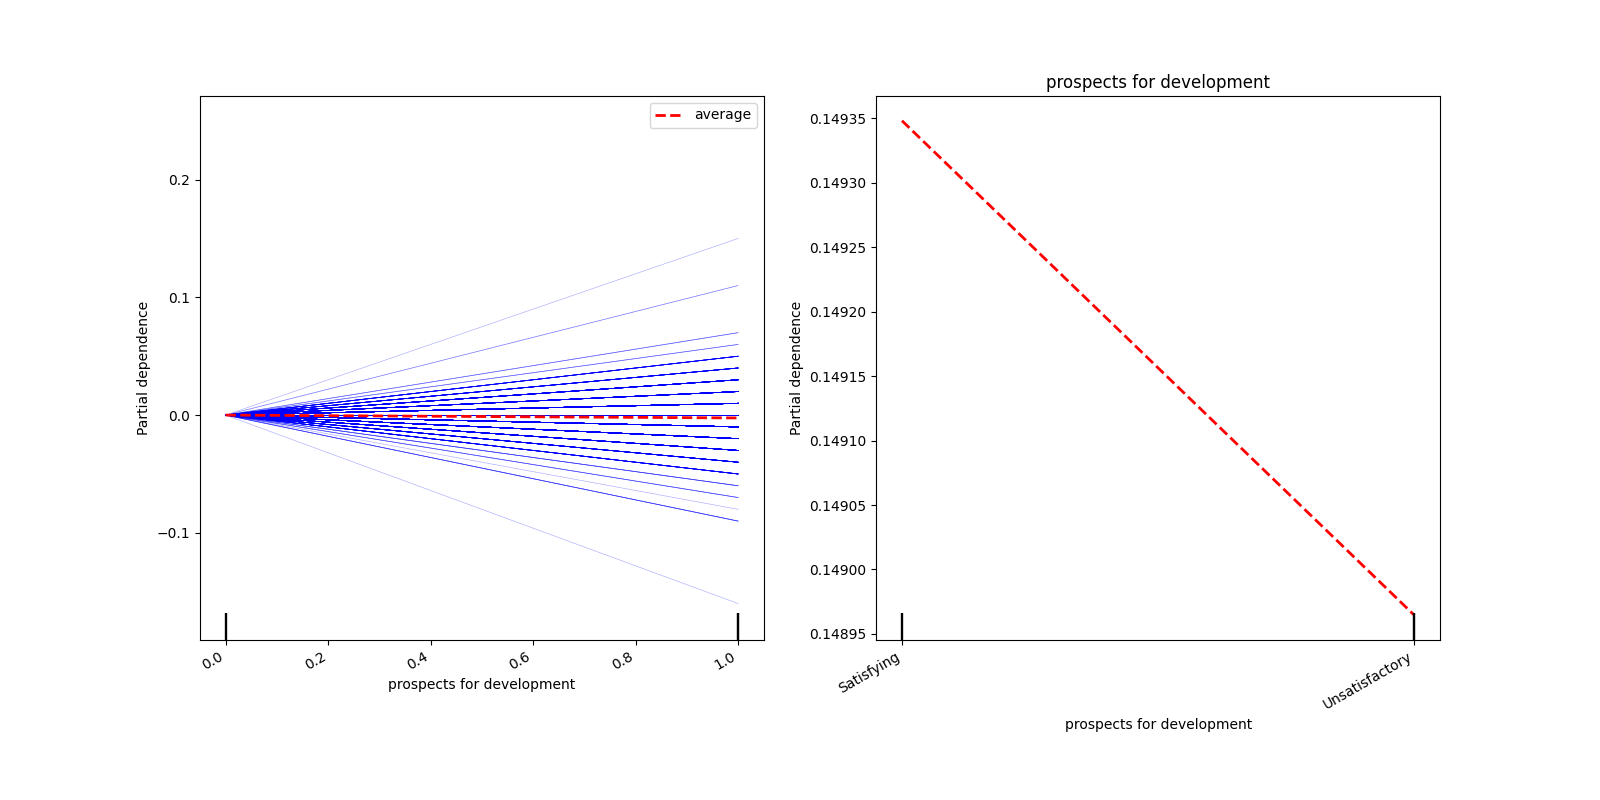 average
0.2
0.1
0.0
−0.1
Partial dependence
0.0
0.2
0.4
0.6
0.8
1.0
prospects for development
prospects for development
0.14935
0.14930
0.14925
0.14920
0.14915
0.14910
0.14905
0.14900
0.14895
Partial dependence
Satisfying
Unsatisfactory
prospects for development